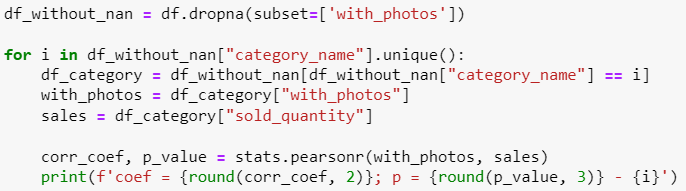 df_without_nan = df.dropna(subset=['with_photos'])
for i in df_without_nan["category_name"].unique():
    df_category = df_without_nan[df_without_nan["category_name"] == i]
    with_photos = df_category["with_photos"]
    sales = df_category["sold_quantity"]
    corr_coef, p_value = stats.pearsonr(with_photos, sales)
    print(f'coef = {round(corr_coef, 2)}; p = {round(p_value, 3)} - {i}')